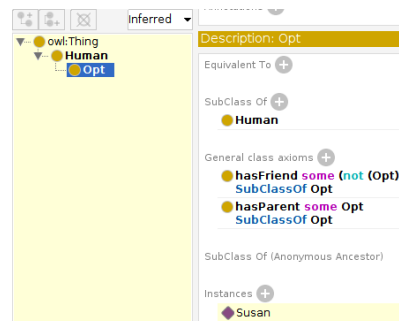 Inferred
owl:Thing
Human
Opt
Description: Opt
Equivalent To
SubClass Of
Human
General class axioms
hasFriend some (not (Opt)
SubClassOf Opt
hasParent some Opt
SubClassOf Opt
SubClass Of (Anonymous Ancestor)
Instances
Susan